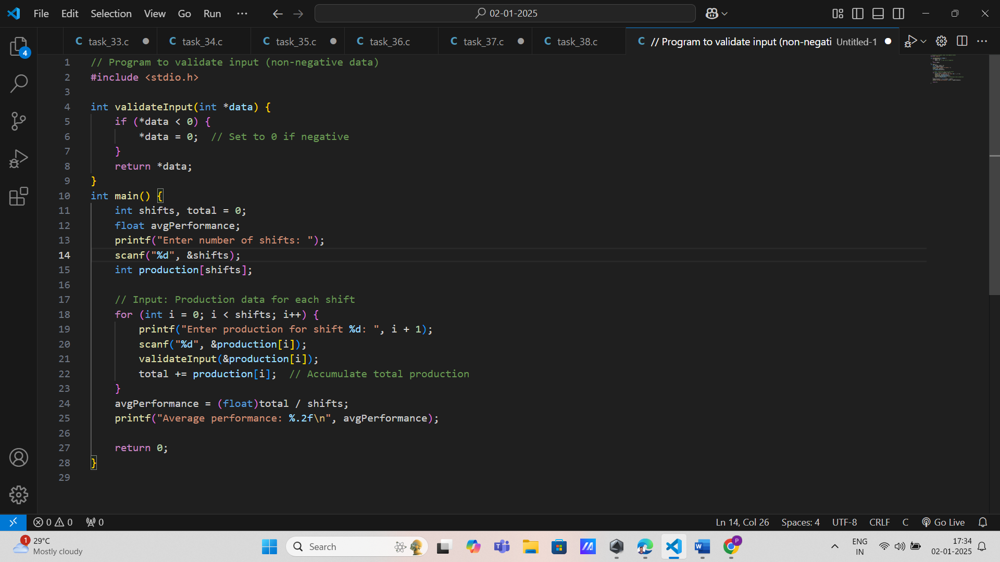 File Edit Selection View Go Run ... 02-01-2025
4
C task_33.c C task_34.c C task_35.c C task_36.c C task_37.c C task_38.c C // Program to validate input (non-negati Untitled-1
1 // Program to validate input (non-negative data)
2 #include <stdio.h>
3
4 int validateInput(int *data) {
5 if (*data < 0) {
6 *data = 0; // Set to 0 if negative
7 }
8 return *data;
9 }
10 int main() {
11 int shifts, total = 0;
12 float avgPerformance;
13 printf("Enter number of shifts: ");
14 scanf("%d", &shifts);
15 int production[shifts];
16
17 // Input: Production data for each shift
18 for (int i = 0; i < shifts; i++) {
19 printf("Enter production for shift %d: ", i + 1);
20 scanf("%d", &production[i]);
21 validateInput(&production[i]);
22 total += production[i]; // Accumulate total production
23 }
24 avgPerformance = (float)total / shifts;
25 printf("Average performance: %.2f\n", avgPerformance);
26
27 return 0;
28 }
29
0 0 0 Ln 14, Col 26 Spaces: 4 UTF-8 CRLF C Go Live
1 29°C Search P ENG 17:34
Mostly cloudy IN 02-01-2025